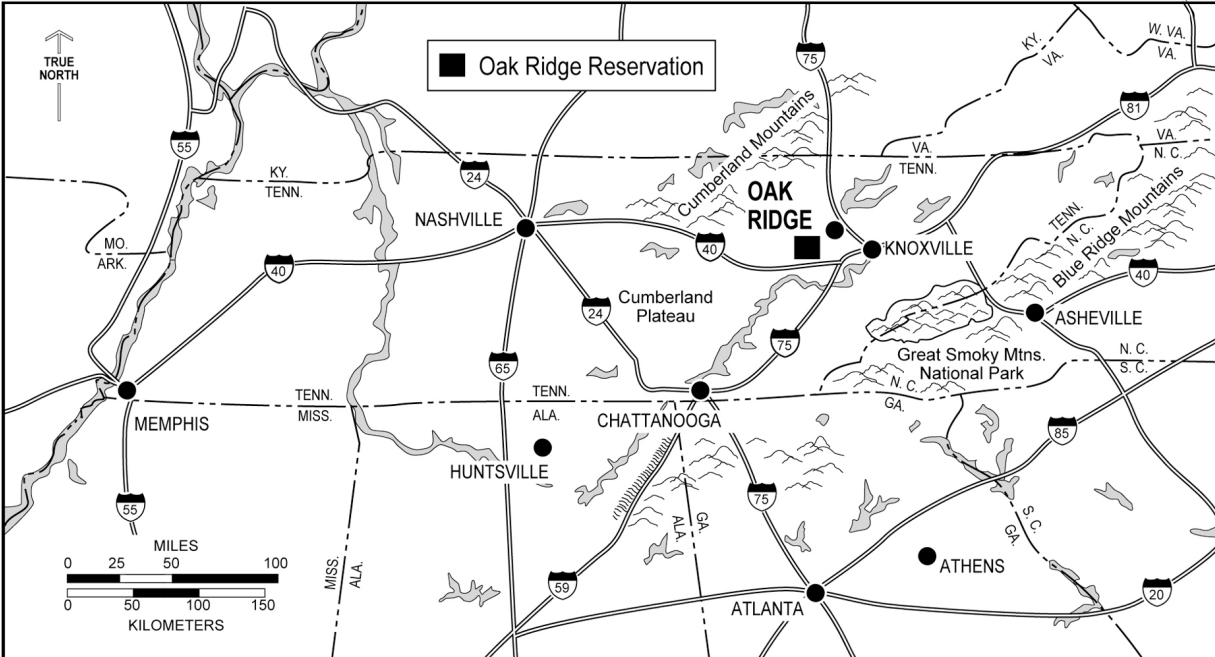 TRUE
NORTH
Oak Ridge Reservation
KY.
VA.
W. VA.
VA.
75
81
55
24
Cumberland Mountains
VA.
TENN.
VA.
N. C.
KY.
TENN.
OAK
RIDGE
NASHVILLE
KNOXVILLE
TENN.
N. C.
Blue Ridge Mountains
MO.
ARK.
40
40
40
Cumberland
Plateau
24
75
ASHEVILLE
65
Great Smoky Mtns.
National Park
N. C.
S. C.
N. C.
GA.
TENN.
MISS.
TENN.
ALA.
MEMPHIS
CHATTANOOGA
85
HUNTSVILLE
55
75
GA.
ALA.
S. C.
GA.
MILES
0 25 50 100
0 50 100 150
KILOMETERS
MISS.
ALA.
59
ATHENS
ATLANTA
20